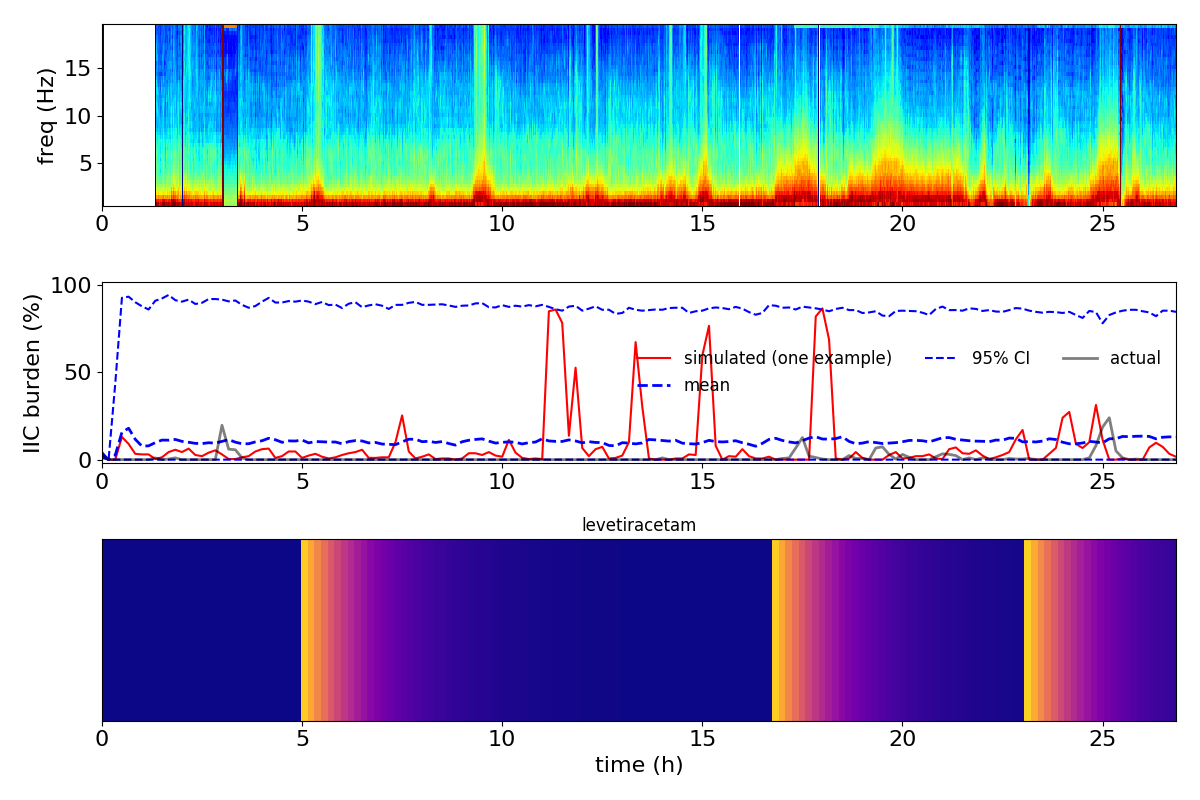 freq (Hz)
15
10
5
0 5 10 15 20 25
IIC burden (%)
100
50
0
simulated (one example) 95% CI actual
mean
0 5 10 15 20 25
levetiracetam
0 5 10 15 20 25
time (h)